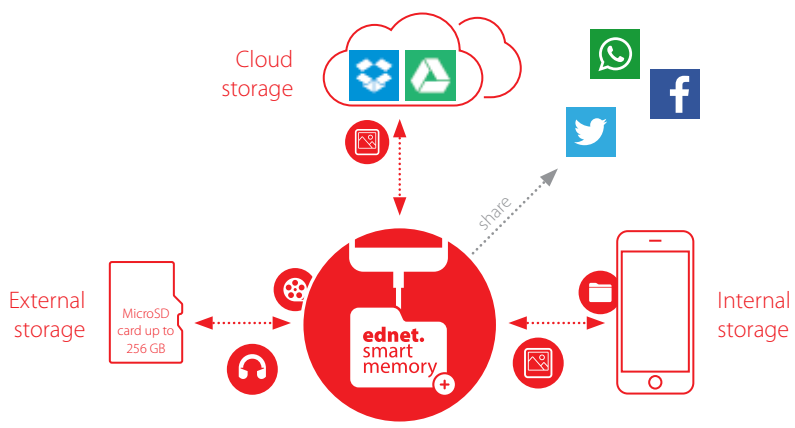 Cloud
storage
share
External
storage
MicroSD
card up to
256 GB
ednet.
smart
memory
Internal
storage